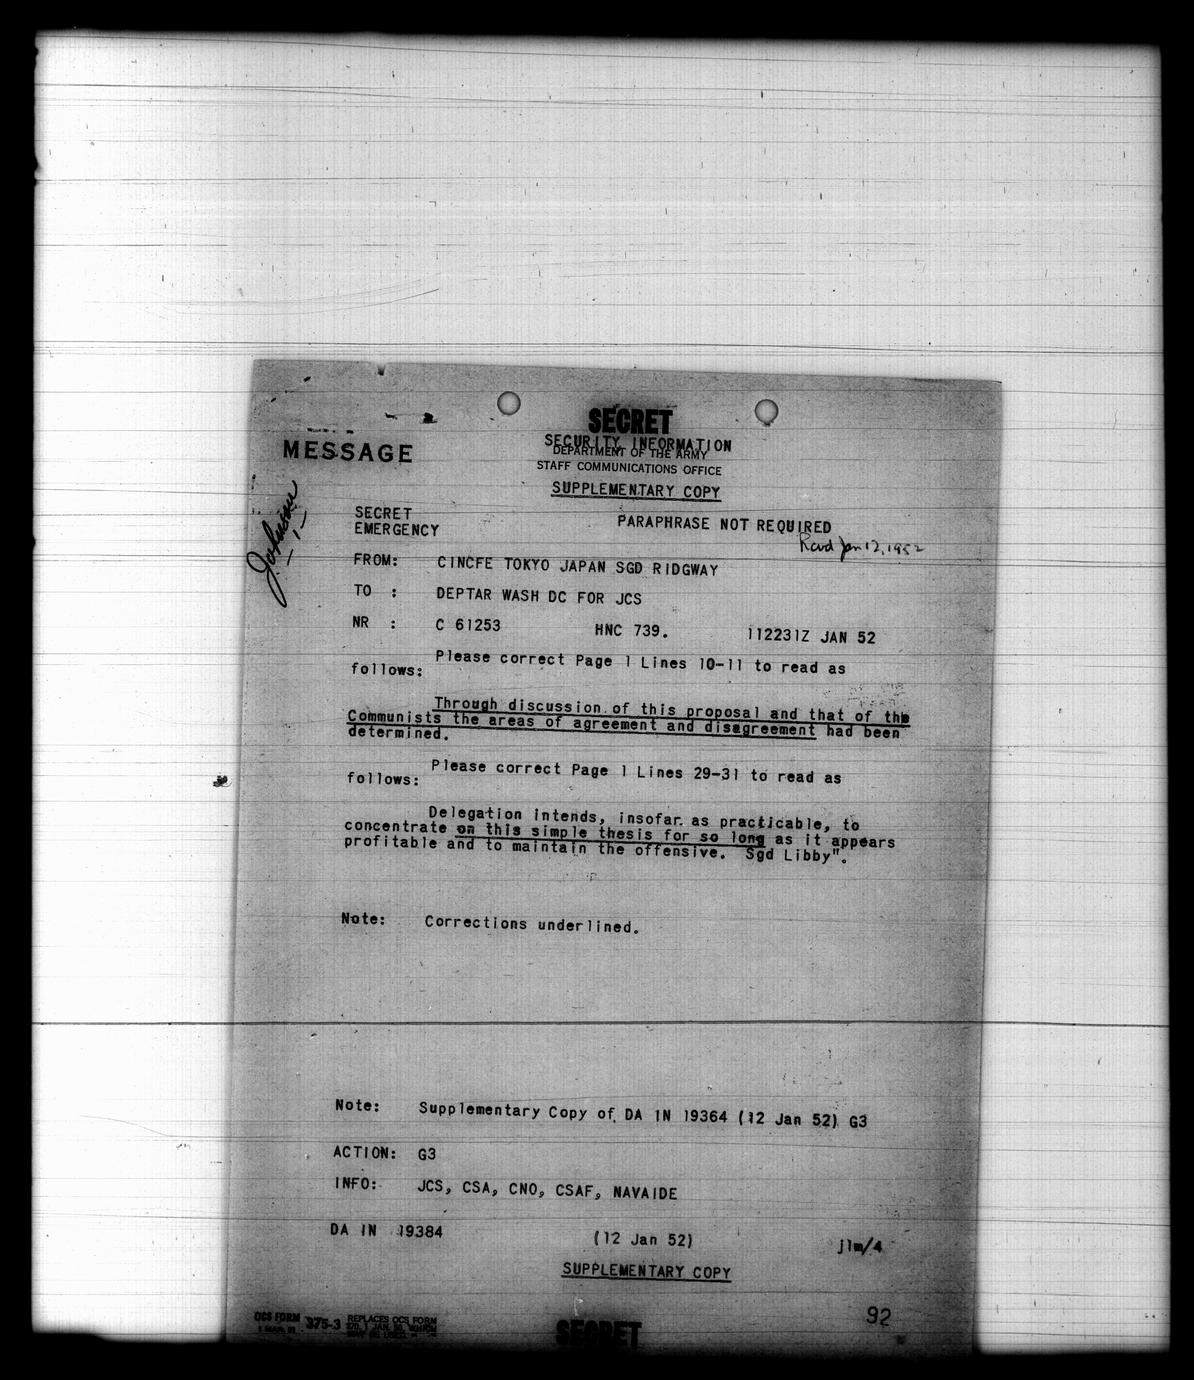 SECRET
SECURITY INFORMATION
DEPARTMENT OF THE ARMY
MESSAGE
STAFF COMMUNICATIONS OFFICE
SUPPLEMENTARY COPY
Johnson
SECRET
PARAPHRASE NOT REQUIRED
EMERGENCY
Rcvd Jan 12, 1952
FROM: CINCFE TOKYO JAPAN SGD RIDGWAY
TO : DEPTAR WASH DC FOR JCS
NR : C 61253 HNC 739. 112231Z JAN 52
Please correct Page 1 Lines 10-11 to read as
follows:
Through discussion of this proposal and that of the
Communists the areas of agreement and disagreement had been
determined.
Please correct Page 1 Lines 29-31 to read as
follows:
Delegation intends, insofar as practicable, to
concentrate on this simple thesis for so long as it appears
profitable and to maintain the offensive. Sgd Libby".
Note: Corrections underlined.
Note: Supplementary Copy of DA IN 19364 (12 Jan 52) G3
ACTION: G3
INFO: JCS, CSA, CNO, CSAF, NAVAIDE
DA IN 19384 (12 Jan 52) jlm/4
SUPPLEMENTARY COPY
92
OCS FORM 375-3 REPLACES OCS FORM
SECRET